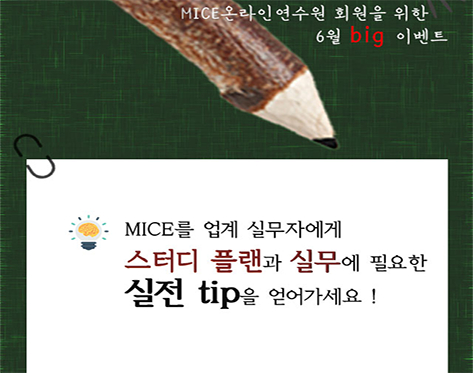 MICE온라인연수원 회원을 위한
6월 big 이벤트
MICE를 업계 실무자에게
스터디 플랜과 실무에 필요한
실전 tip을 얻어가세요 !